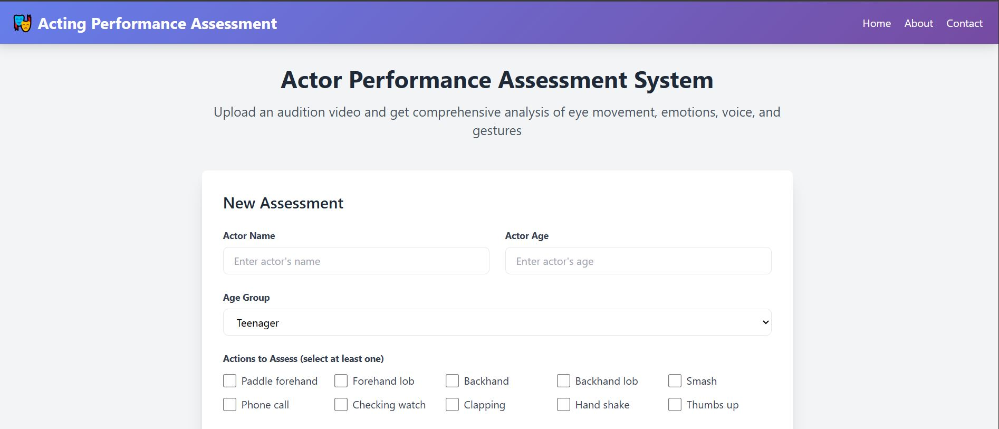 Acting Performance Assessment
Home About Contact
Actor Performance Assessment System
Upload an audition video and get comprehensive analysis of eye movement, emotions, voice, and
gestures
New Assessment
Actor Name Actor Age
Enter actor's name Enter actor's age
Age Group
Teenager
Actions to Assess (select at least one)
Paddle forehand Forehand lob Backhand Backhand lob Smash
Phone call Checking watch Clapping Hand shake Thumbs up